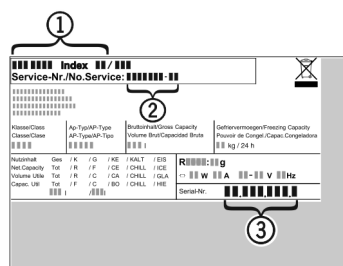 1
Index /
Service-Nr./No.Service: -
2
Klasse/Class Ap-Typ/AP-Type Bruttoinhalt/Gross Capacity Gefriervermoegen/Freezing Capacity
Classe/Clase AP-Type/AP-Tipo Volume Brut/Capacidad Brute Pouvoir de Congel./Capac.Congeladora
l kg / 24 h
Nutzinhalt Ges / K / G / KE / KALT / EIS
Net.Capacity Tot / R / F / CE / CHILL / ICE
Volume Utile Tot / R / C / CA / CHILL / GLA
Capac. Util Tot / F / C / BO / CHILL / HIE
l / l
R : g
W A - V Hz
Serial-Nr. . . .
3